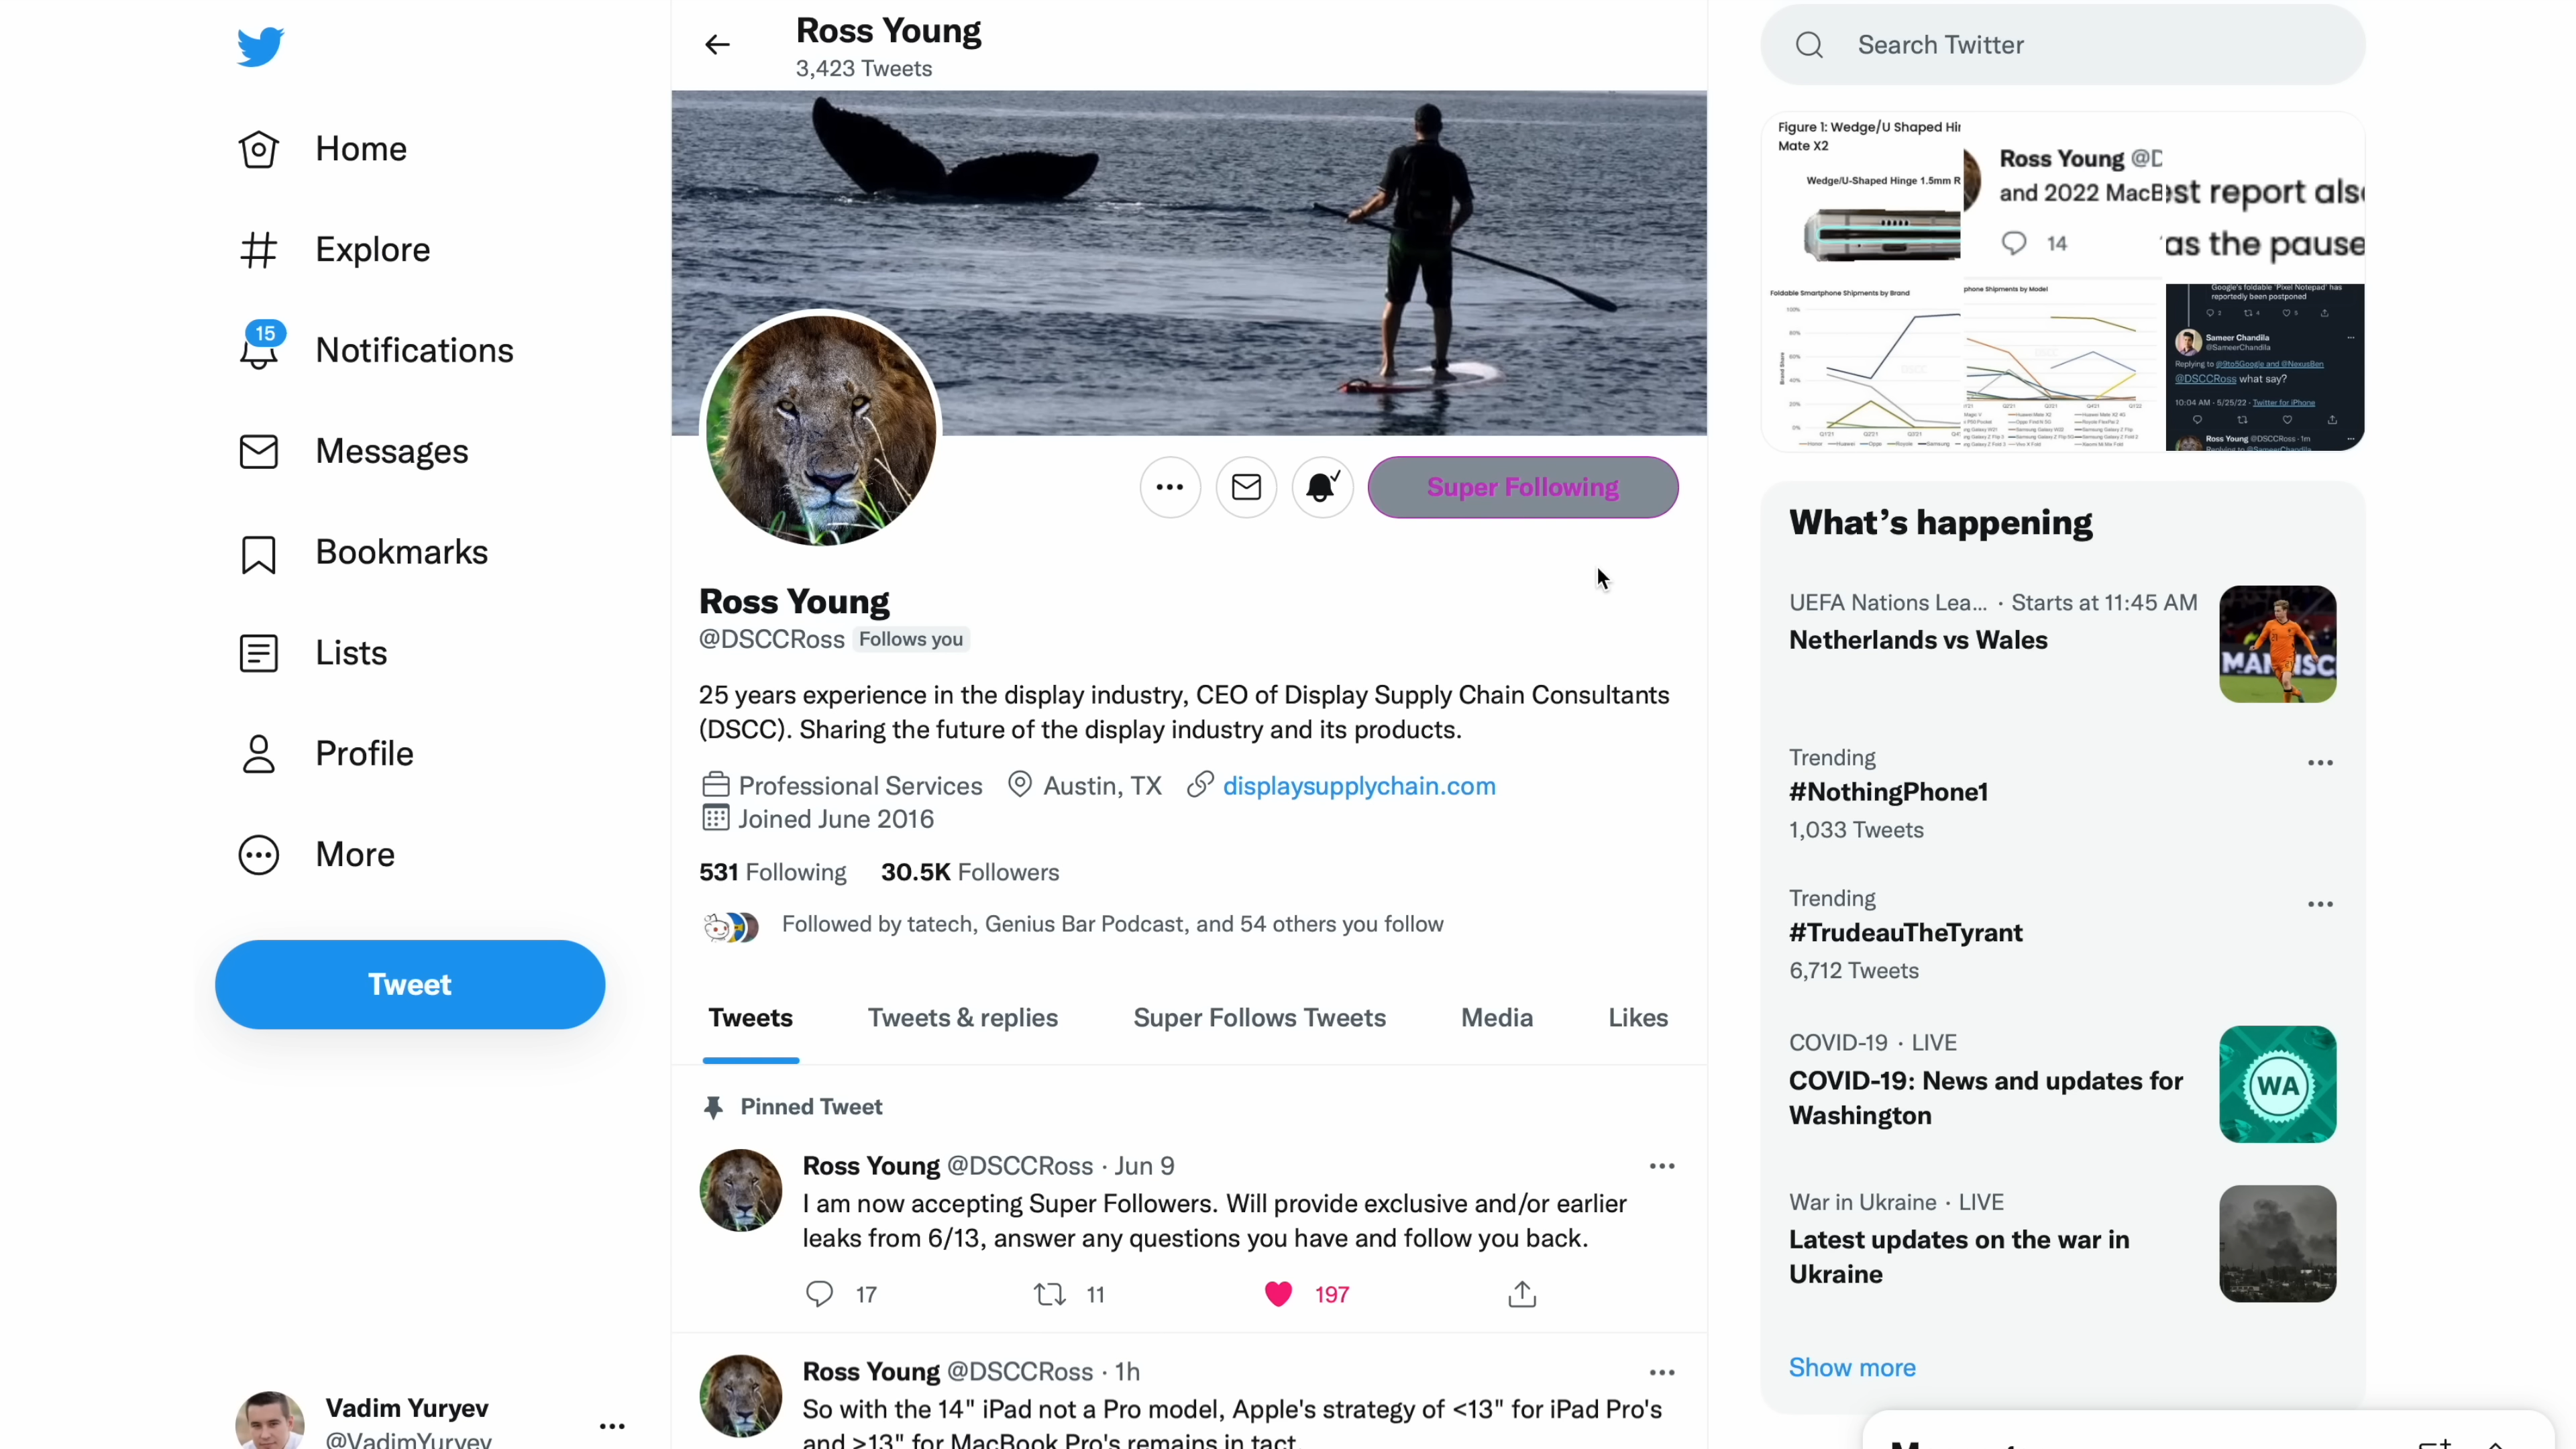 Home
Explore
15
Notifications
Messages
Bookmarks
Lists
Profile
More
Tweet
Vadim Yuryev
@VadimYuryev
Ross Young
3,423 Tweets
Super Following
Ross Young
@DSCCRoss Follows you
25 years experience in the display industry, CEO of Display Supply Chain Consultants
(DSCC). Sharing the future of the display industry and its products.
Professional Services Austin, TX displaysupplychain.com
Joined June 2016
531 Following 30.5K Followers
Followed by tatech, Genius Bar Podcast, and 54 others you follow
Tweets Tweets & replies Super Follows Tweets Media Likes
Pinned Tweet
Ross Young @DSCCRoss · Jun 9
I am now accepting Super Followers. Will provide exclusive and/or earlier
leaks from 6/13, answer any questions you have and follow you back.
17 11 197
Ross Young @DSCCRoss · 1h
So with the 14" iPad not a Pro model, Apple's strategy of <13" for iPad Pro's
and >13" for MacBook Pro's remains in tact.
Search Twitter
Figure 1: Wedge/U Shaped Hi
Mate X2
Wedge/U-Shaped Hinge 1.5mm R
Ross Young @D
and 2022 MacB
14
est report als
as the pause
Foldable Smartphone Shipments by Brand
phone Shipments by Model
Google's foldable 'Pixel Notepad' has
reportedly been postponed
Sameer Chandila
@SameerChandila
Replying to @9to5Google and @NexusBen
@DSCCRoss what say?
10:04 AM · 5/25/22 · Twitter for iPhone
Ross Young @DSCCRoss · 1m
What's happening
UEFA Nations Lea... · Starts at 11:45 AM
Netherlands vs Wales
Trending
#NothingPhone1
1,033 Tweets
Trending
#TrudeauTheTyrant
6,712 Tweets
COVID-19 · LIVE
COVID-19: News and updates for
Washington
WA
War in Ukraine · LIVE
Latest updates on the war in
Ukraine
Show more